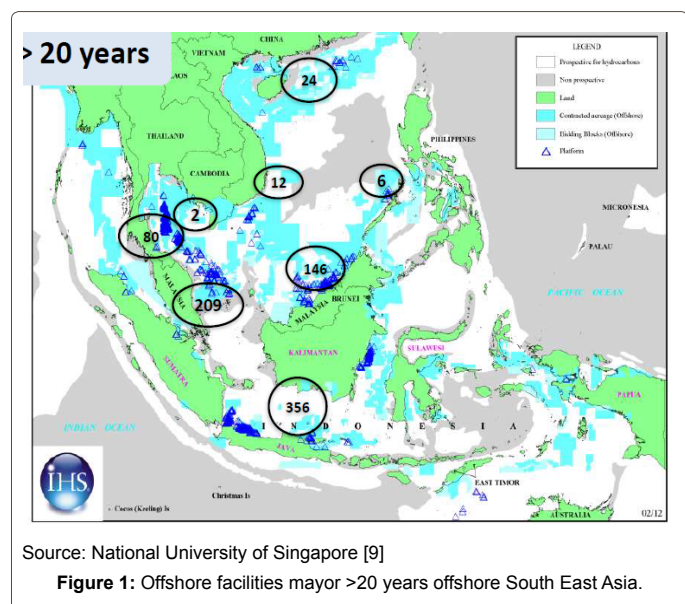 > 20 years
CHINA
VIETNAM
LAOS
THAILAND
CAMBODIA
PHILIPPINES
MICRONESIA
PALAU
PACIFIC OCEAN
MALAYSIA
MALAYSIA
BRUNEI
KALIMANTAN
SULAWESI
SUMATRA
PAPUA
INDIAN OCEAN
I N D O N E S I A
JAVA
EAST TIMOR
AUSTRALIA
Christmas Is
Cocos (Keeling) Is
02/12
24
12
6
2
80
146
209
356
LEGEND
Prospective for hydrocarbons
Non prospective
Land
Contracted acreage (Offshore)
Bidding Blocks (Offshore)
Platform
iHS
Source: National University of Singapore [9]
Figure 1: Offshore facilities mayor >20 years offshore South East Asia.